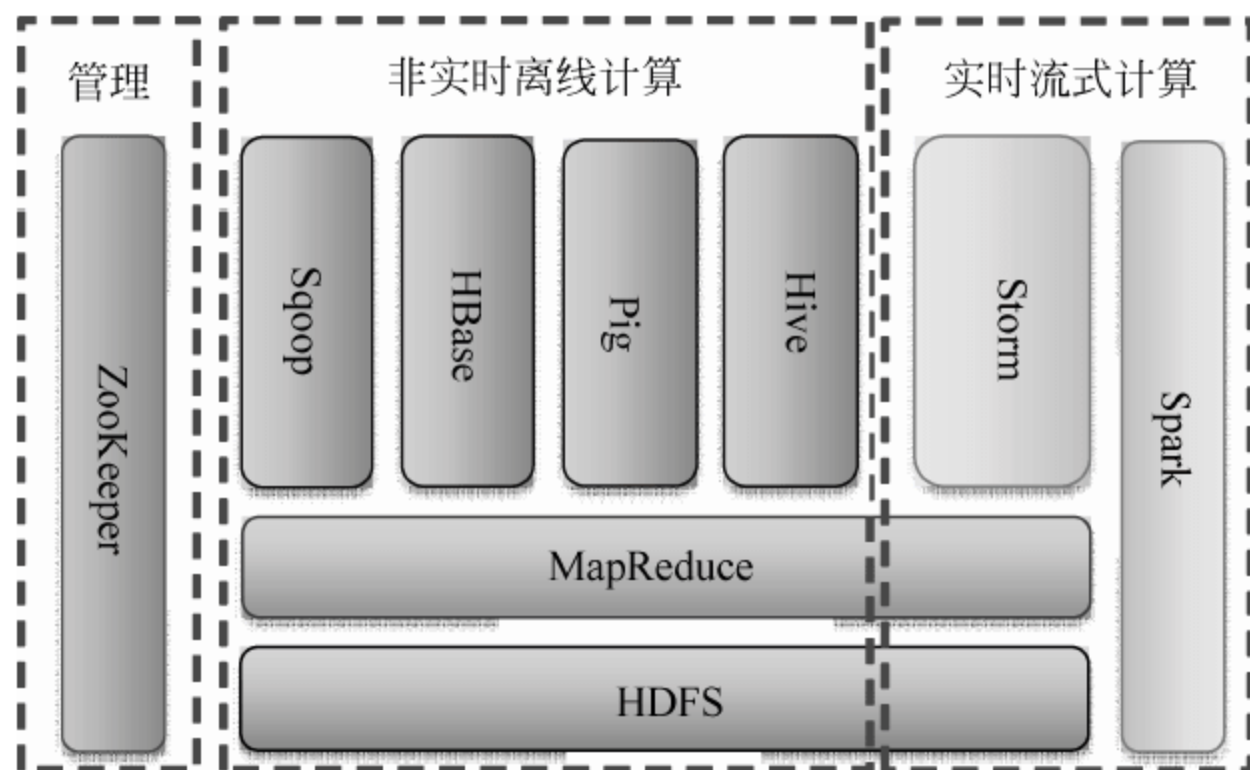 管理
非实时离线计算
实时流式计算
ZooKeeper
Sqoop
HBase
Pig
Hive
Storm
Spark
MapReduce
HDFS